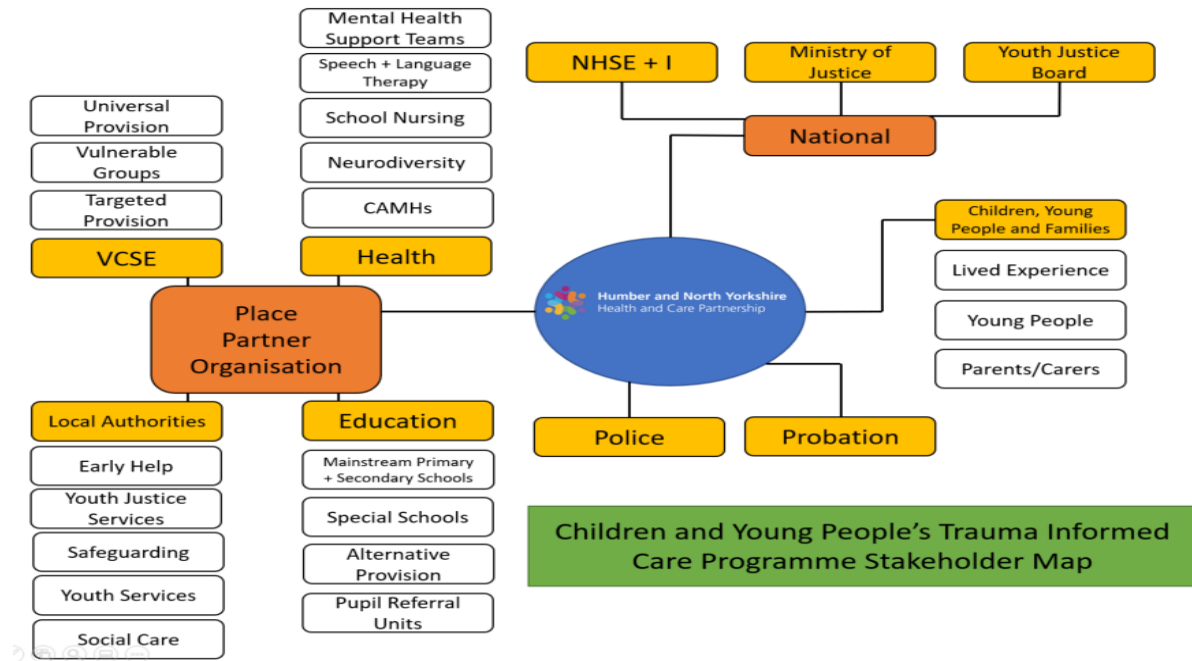 Mental Health
Support Teams
Speech + Language
Therapy
School Nursing
Neurodiversity
CAMHs
Health
Universal
Provision
Vulnerable
Groups
Targeted
Provision
VCSE
Place
Partner
Organisation
Local Authorities
Early Help
Youth Justice
Services
Safeguarding
Youth Services
Social Care
Education
Mainstream Primary
+ Secondary Schools
Special Schools
Alternative
Provision
Pupil Referral
Units
NHSE + I
Ministry of
Justice
Youth Justice
Board
National
Humber and North Yorkshire
Health and Care Partnership
Children, Young
People and Families
Lived Experience
Young People
Parents/Carers
Police
Probation
Children and Young People’s Trauma Informed
Care Programme Stakeholder Map